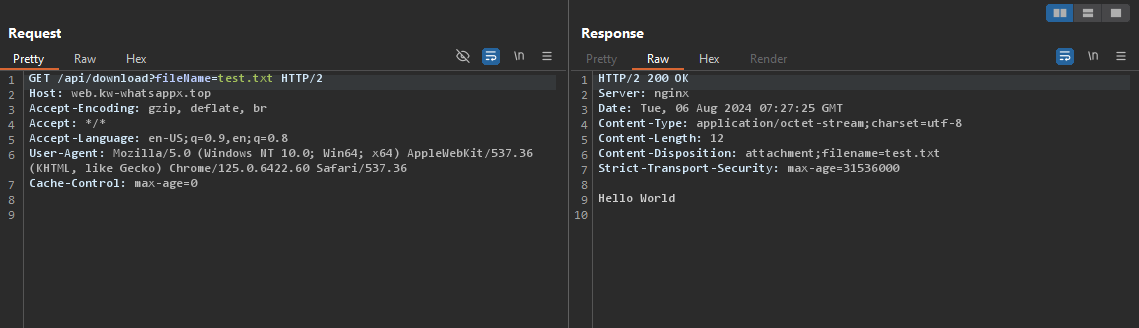 Request
Pretty Raw Hex
\n
1 GET /api/download?fileName=test.txt HTTP/2
2 Host: web.kw-whatsappx.top
3 Accept-Encoding: gzip, deflate, br
4 Accept: */*
5 Accept-Language: en-US;q=0.9,en;q=0.8
6 User-Agent: Mozilla/5.0 (Windows NT 10.0; Win64; x64) AppleWebKit/537.36
(KHTML, like Gecko) Chrome/125.0.6422.60 Safari/537.36
7 Cache-Control: max-age=0
8
9
Response
Pretty Raw Hex Render
\n
1 HTTP/2 200 OK
2 Server: nginx
3 Date: Tue, 06 Aug 2024 07:27:25 GMT
4 Content-Type: application/octet-stream;charset=utf-8
5 Content-Length: 12
6 Content-Disposition: attachment;filename=test.txt
7 Strict-Transport-Security: max-age=31536000
8
9 Hello World
10